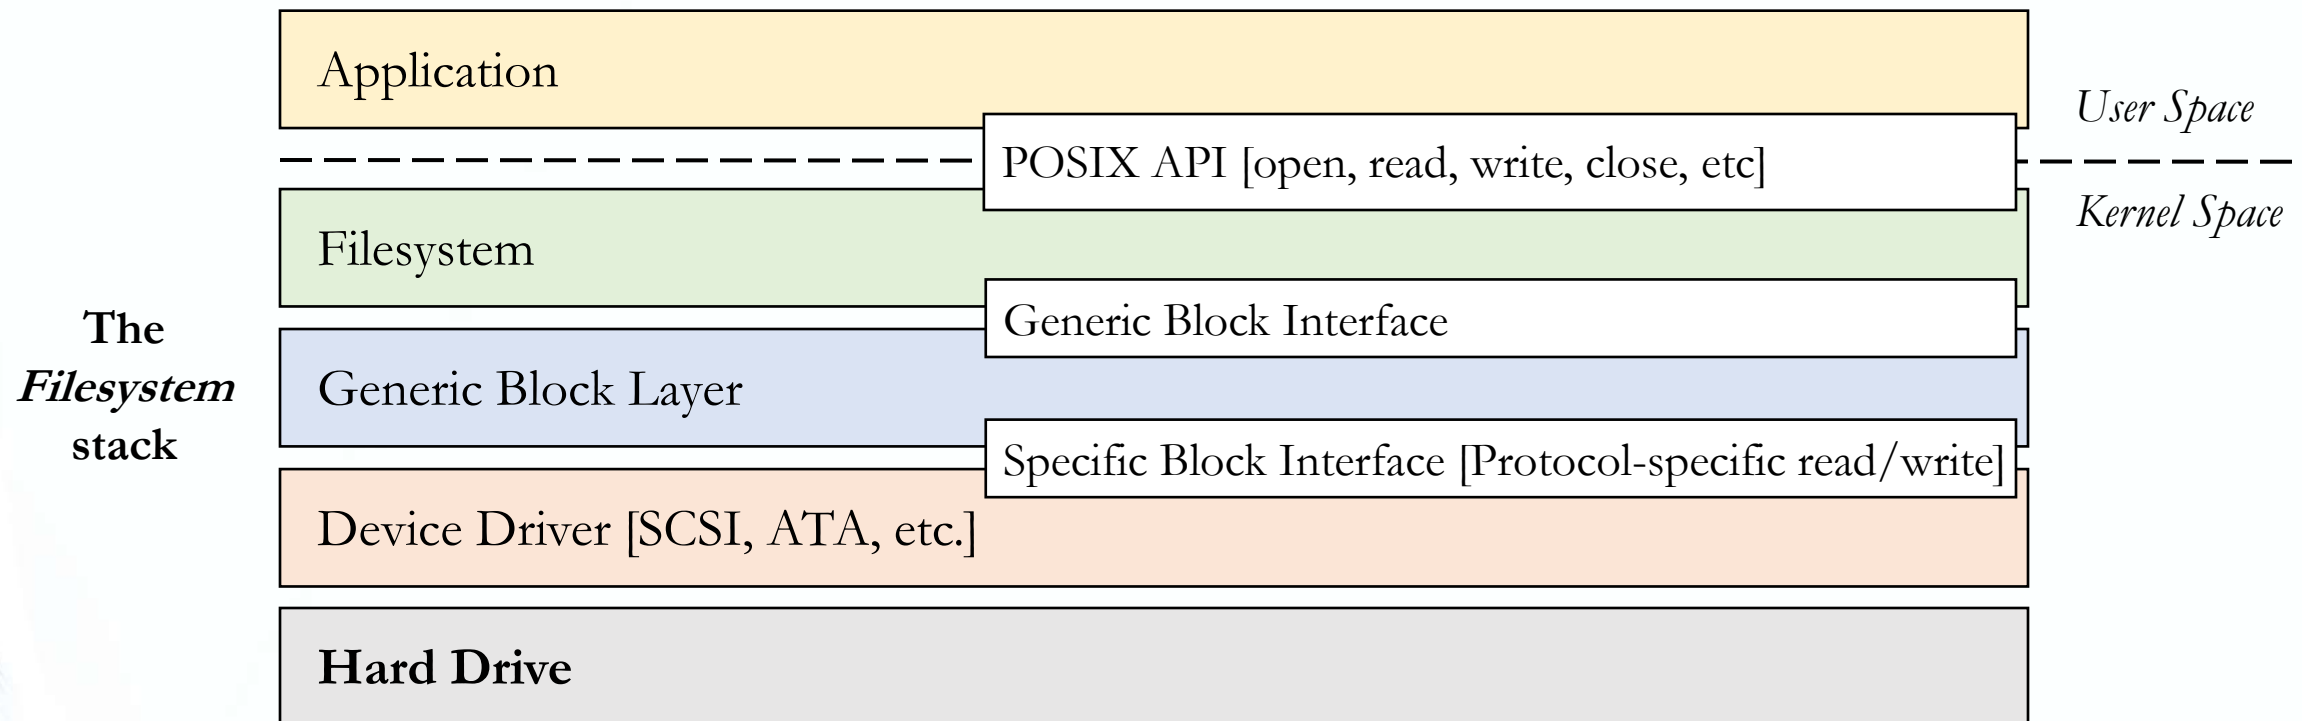 Application
User Space
POSIX API [open, read, write, close, etc]
Kernel Space
Filesystem
Generic Block Interface
The
Filesystem
stack
Generic Block Layer
Specific Block Interface [Protocol-specific read/write]
Device Driver [SCSI, ATA, etc.]
Hard Drive